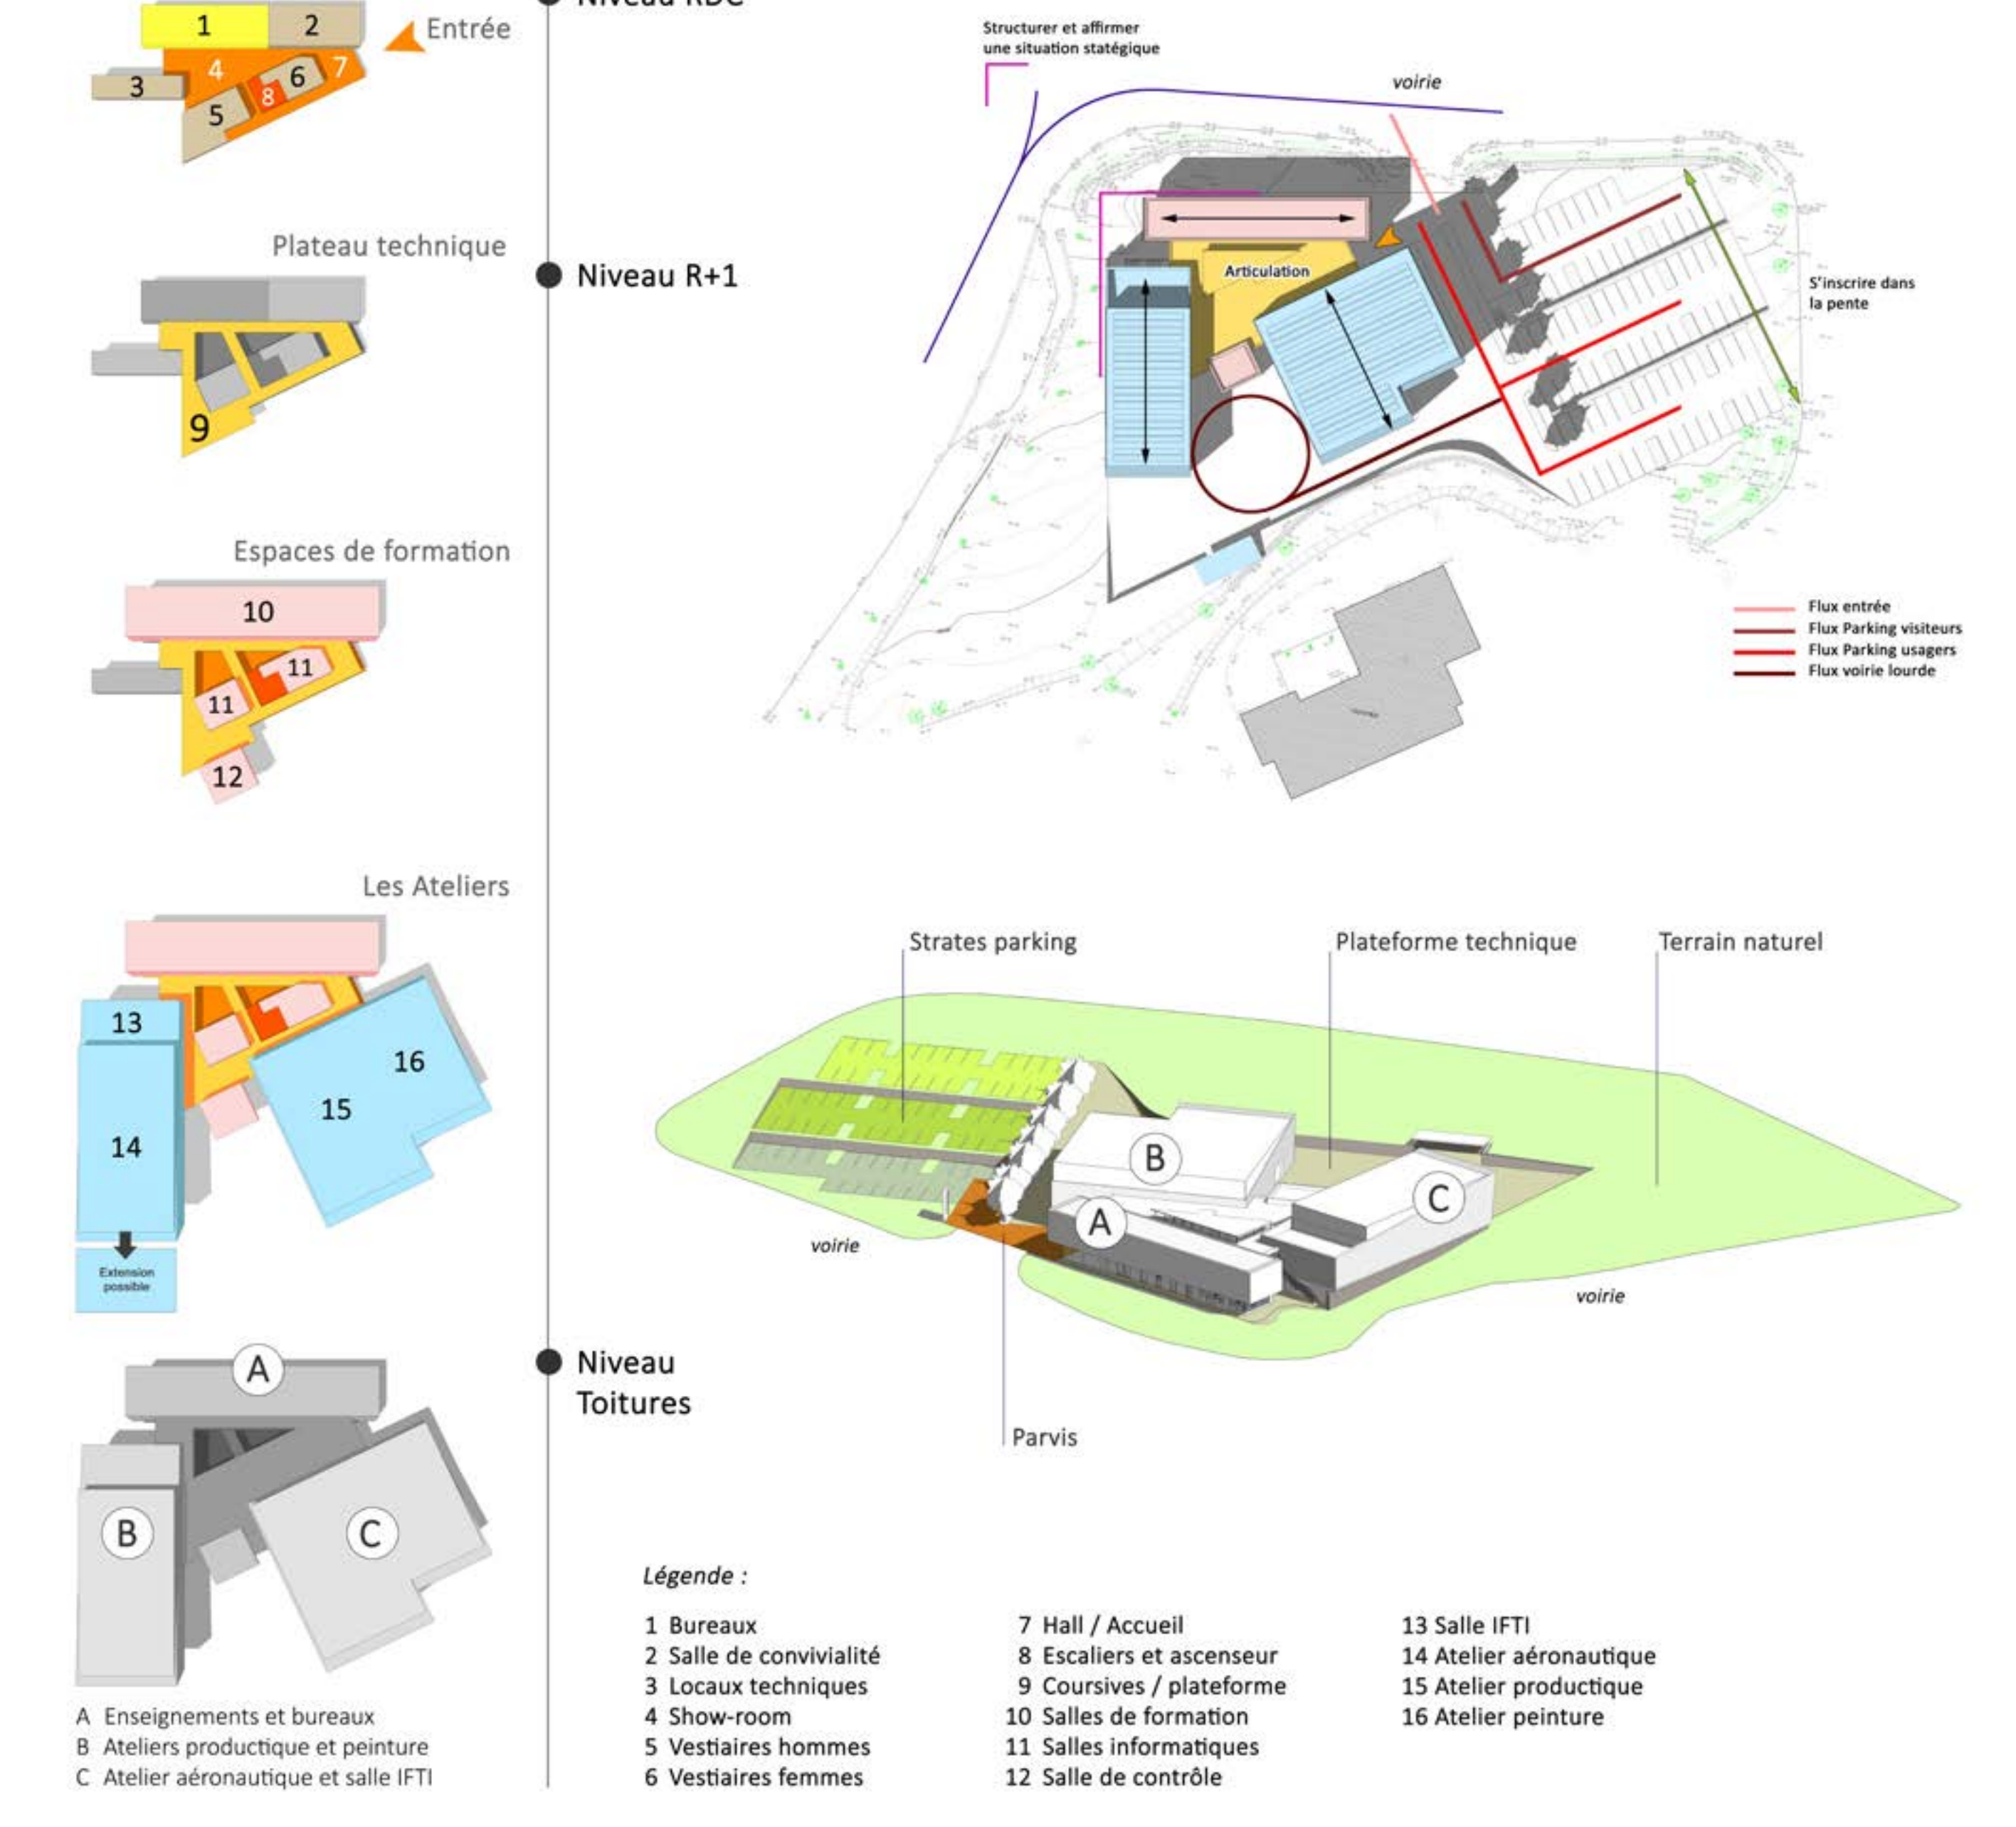 Niveau RDC
1
2
Entrée
3
4
5
6
7
8
Plateau technique
Niveau R+1
9
Espaces de formation
10
11
11
12
Les Ateliers
13
14
15
16
Extension
possible
A
B
C
Niveau
Toitures
A Enseignements et bureaux
B Ateliers productique et peinture
C Atelier aéronautique et salle IFTI
Structurer et affirmer
une situation statégique
voirie
Articulation
S'inscrire dans
la pente
Flux entrée
Flux Parking visiteurs
Flux Parking usagers
Flux voirie lourde
Strates parking
Plateforme technique
Terrain naturel
B
A
C
voirie
voirie
Parvis
Légende :
1 Bureaux
2 Salle de convivialité
3 Locaux techniques
4 Show-room
5 Vestiaires hommes
6 Vestiaires femmes
7 Hall / Accueil
8 Escaliers et ascenseur
9 Coursives / plateforme
10 Salles de formation
11 Salles informatiques
12 Salle de contrôle
13 Salle IFTI
14 Atelier aéronautique
15 Atelier productique
16 Atelier peinture